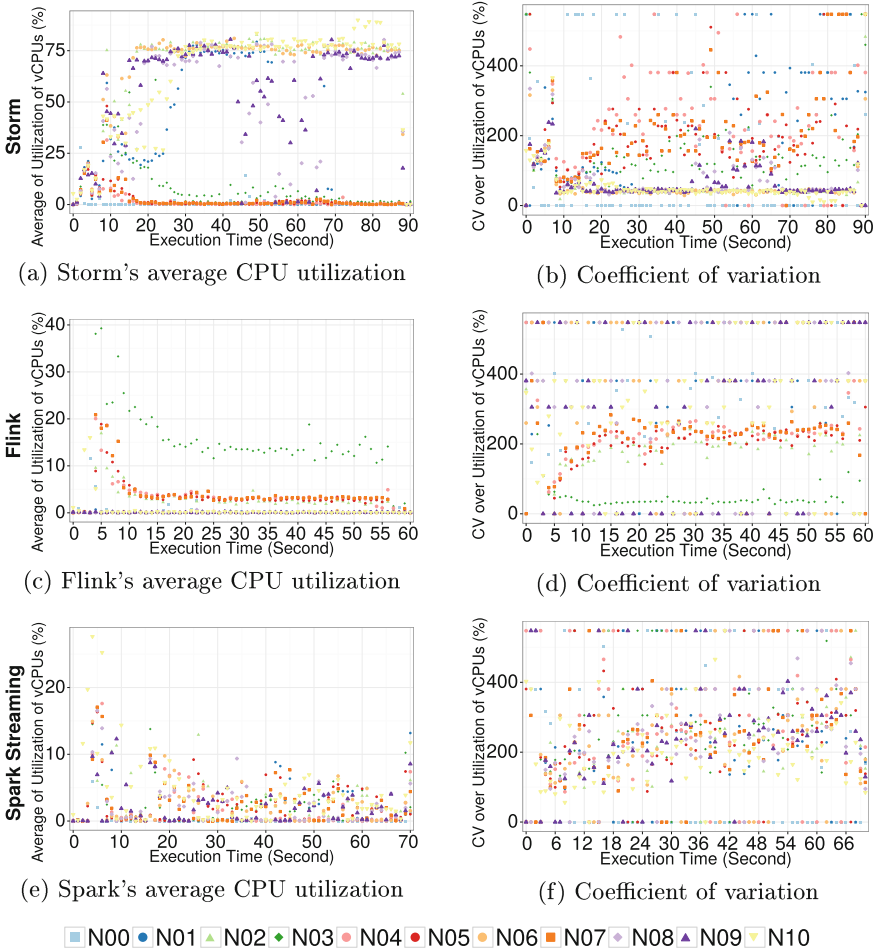 Storm
Average of Utilization of vCPUs (%)
75
50
25
0
0 10 20 30 40 50 60 70 80 90
Execution Time (Second)
(a) Storm's average CPU utilization
CV over Utilization of vCPUs (%)
400
200
0
0 10 20 30 40 50 60 70 80 90
Execution Time (Second)
(b) Coefficient of variation
Flink
Average of Utilization of vCPUs (%)
40
30
20
10
0
0 5 10 15 20 25 30 35 40 45 50 55 60
Execution Time (Second)
(c) Flink's average CPU utilization
CV over Utilization of vCPUs (%)
400
200
0
0 5 10 15 20 25 30 35 40 45 50 55 60
Execution Time (Second)
(d) Coefficient of variation
Spark Streaming
Average of Utilization of vCPUs (%)
20
10
0
0 10 20 30 40 50 60 70
Execution Time (Second)
(e) Spark's average CPU utilization
CV over Utilization of vCPUs (%)
400
200
0
0 6 12 18 24 30 36 42 48 54 60 66
Execution Time (Second)
(f) Coefficient of variation
N00 N01 N02 N03 N04 N05 N06 N07 N08 N09 N10